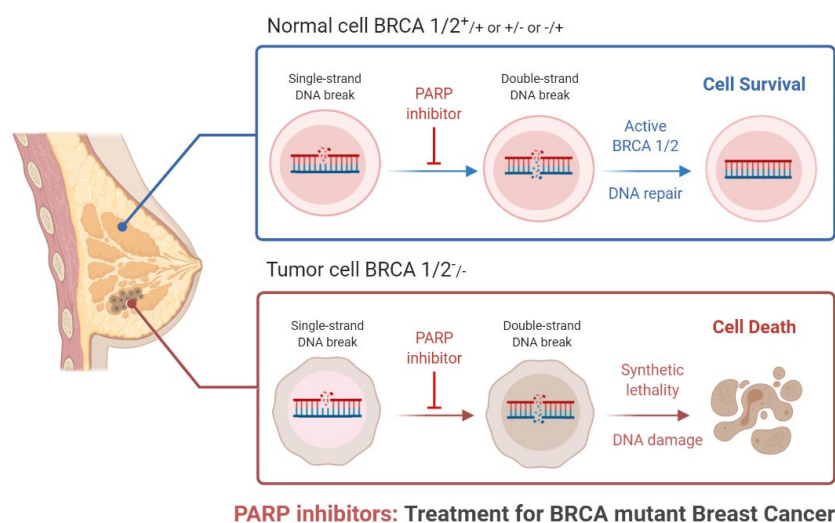 Normal cell BRCA 1/2⁺/+ or +/- or -/+
Single-strand
DNA break
PARP
inhibitor
Double-strand
DNA break
Active
BRCA 1/2
DNA repair
Cell Survival
Tumor cell BRCA 1/2⁻/-
Single-strand
DNA break
PARP
inhibitor
Double-strand
DNA break
Synthetic
lethality
DNA damage
Cell Death
PARP inhibitors: Treatment for BRCA mutant Breast Cancer